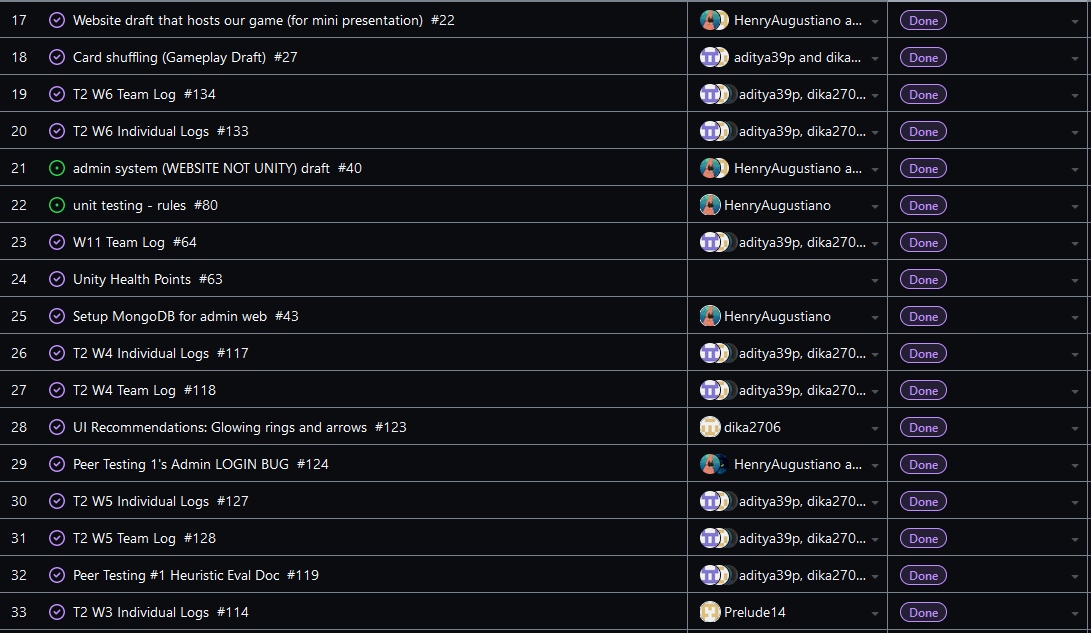 17 Website draft that hosts our game (for mini presentation) #22 HenryAugustiano a... Done
18 Card shuffling (Gameplay Draft) #27 aditya39p and dika... Done
19 T2 W6 Team Log #134 aditya39p, dika270... Done
20 T2 W6 Individual Logs #133 aditya39p, dika270... Done
21 admin system (WEBSITE NOT UNITY) draft #40 HenryAugustiano a... Done
22 unit testing - rules #80 HenryAugustiano Done
23 W11 Team Log #64 aditya39p, dika270... Done
24 Unity Health Points #63 Done
25 Setup MongoDB for admin web #43 HenryAugustiano Done
26 T2 W4 Individual Logs #117 aditya39p, dika270... Done
27 T2 W4 Team Log #118 aditya39p, dika270... Done
28 UI Recommendations: Glowing rings and arrows #123 dika2706 Done
29 Peer Testing 1's Admin LOGIN BUG #124 HenryAugustiano a... Done
30 T2 W5 Individual Logs #127 aditya39p, dika270... Done
31 T2 W5 Team Log #128 aditya39p, dika270... Done
32 Peer Testing #1 Heuristic Eval Doc #119 aditya39p, dika270... Done
33 T2 W3 Individual Logs #114 Prelude14 Done